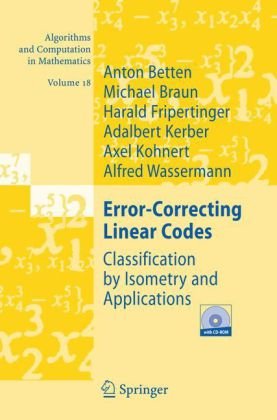 Algorithms
and Computation
in Mathematics
Volume 18
Anton Betten
Michael Braun
Harald Fripertinger
Adalbert Kerber
Axel Kohnert
Alfred Wassermann
Error-Correcting
Linear Codes
Classification
by Isometry and
Applications
with CD-ROM
Springer